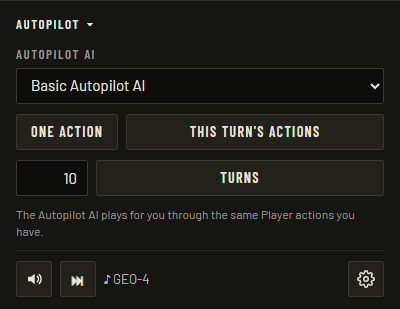 AUTOPILOT
AUTOPILOT AI
Basic Autopilot AI
ONE ACTION
THIS TURN'S ACTIONS
10
TURNS
The Autopilot AI plays for you through the same Player actions you
have.
♪ GEO-4